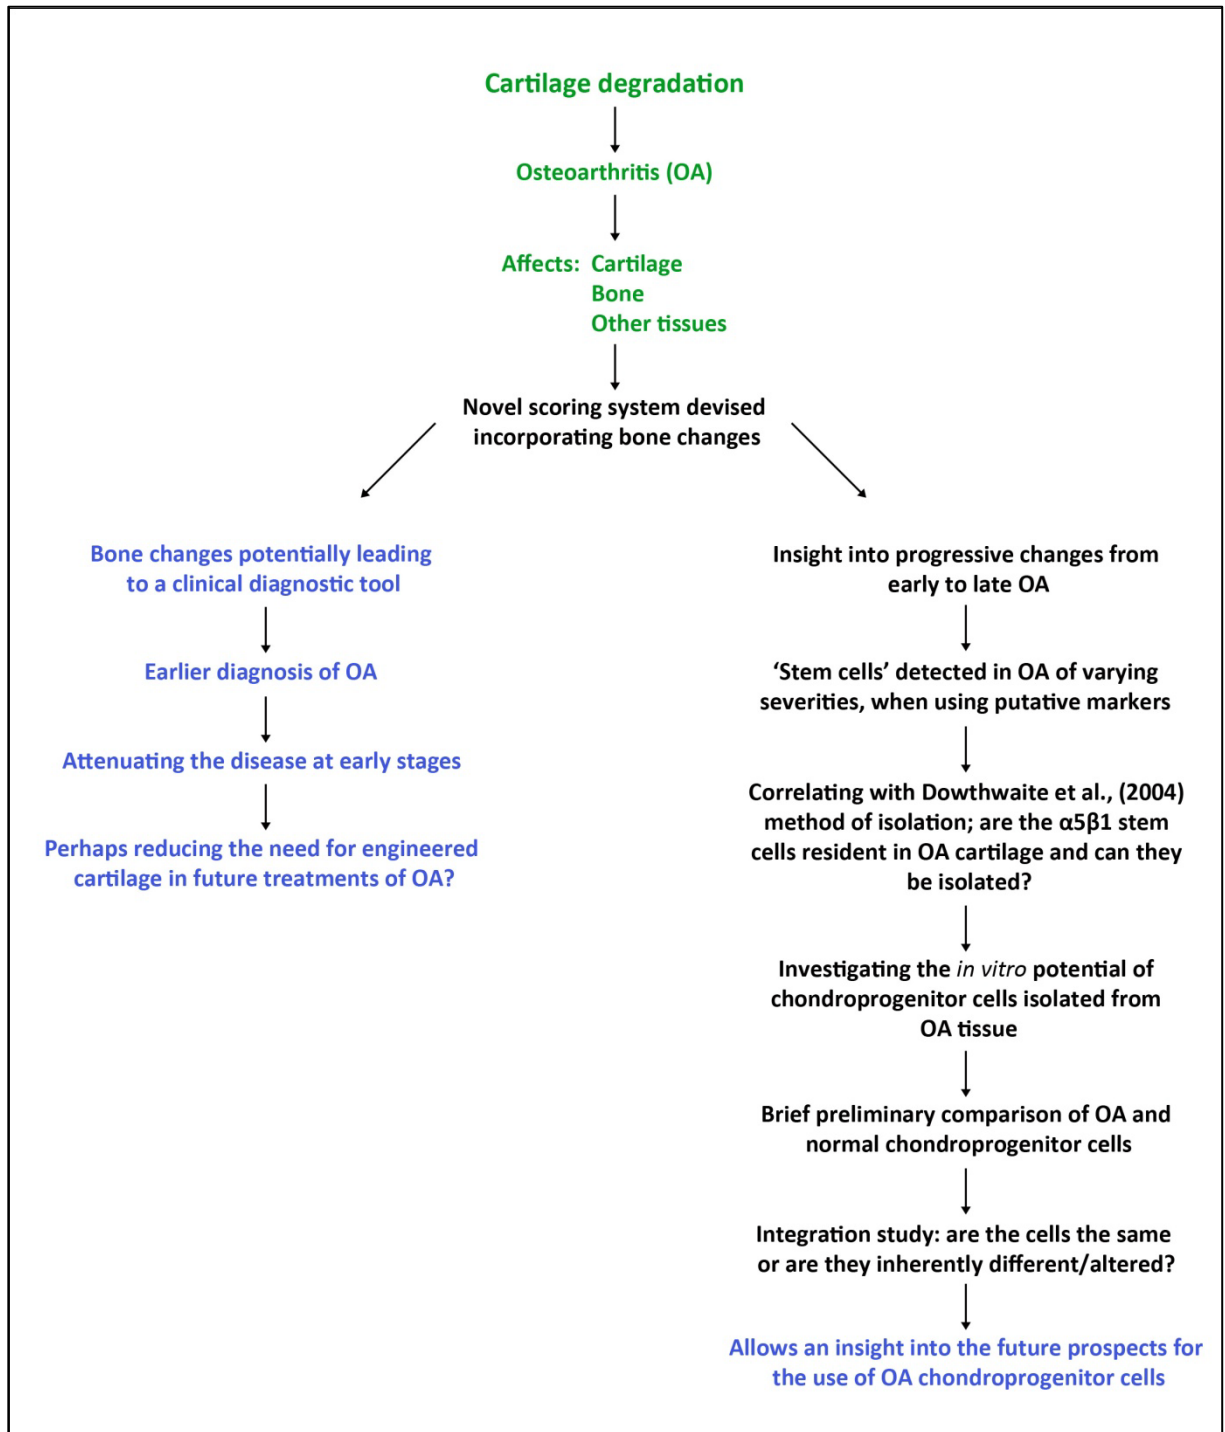 Cartilage degradation
Osteoarthritis (OA)
Affects: Cartilage
Bone
Other tissues
Novel scoring system devised
incorporating bone changes
Bone changes potentially leading
to a clinical diagnostic tool
Earlier diagnosis of OA
Attenuating the disease at early stages
Perhaps reducing the need for engineered
cartilage in future treatments of OA?
Insight into progressive changes from
early to late OA
‘Stem cells’ detected in OA of varying
severities, when using putative markers
Correlating with Dowthwaite et al., (2004)
method of isolation; are the α5β1 stem
cells resident in OA cartilage and can they
be isolated?
Investigating the in vitro potential of
chondroprogenitor cells isolated from
OA tissue
Brief preliminary comparison of OA and
normal chondroprogenitor cells
Integration study: are the cells the same
or are they inherently different/altered?
Allows an insight into the future prospects for
the use of OA chondroprogenitor cells